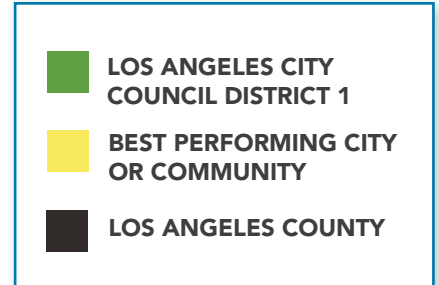 LOS ANGELES CITY
COUNCIL DISTRICT 1
BEST PERFORMING CITY
OR COMMUNITY
LOS ANGELES COUNTY